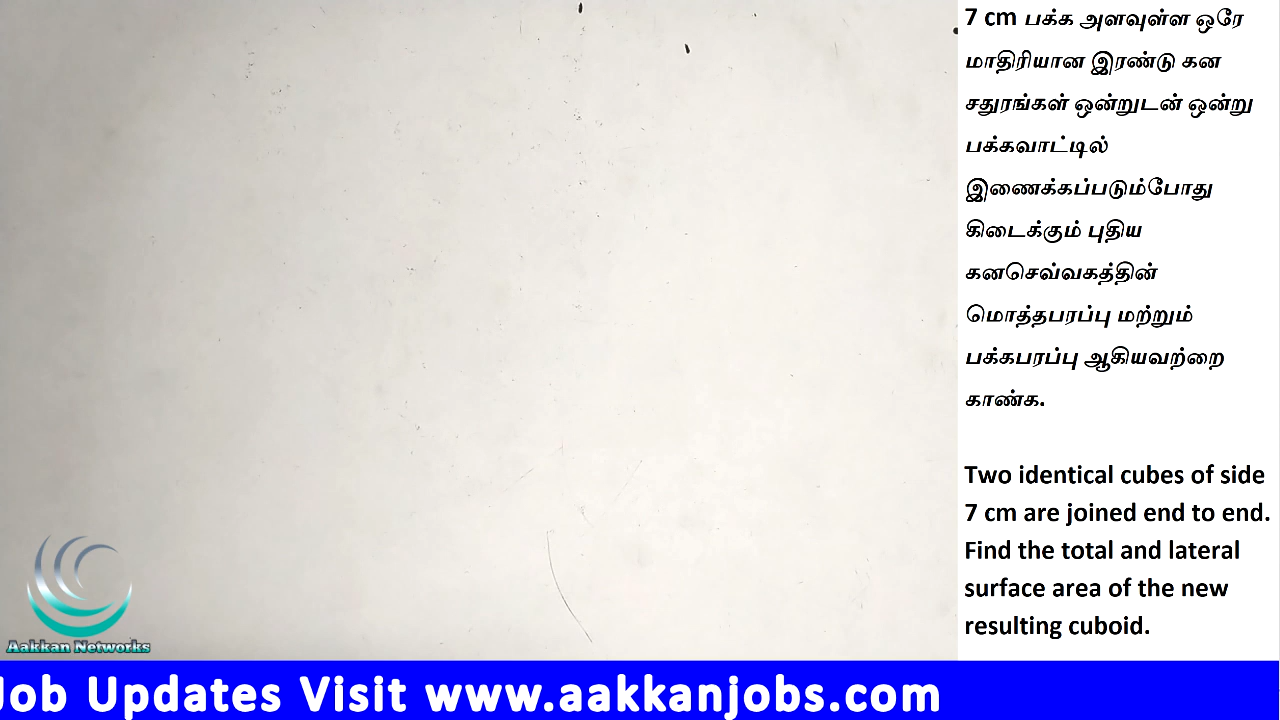 7 cm பக்க அளவுள்ள ஒரே
மாதிரியான இரண்டு கன
சதுரங்கள் ஒன்றுடன் ஒன்று
பக்கவாட்டில்
இணைக்கப்படும்போது
கிடைக்கும் புதிய
கனசெவ்வகத்தின்
மொத்தபரப்பு மற்றும்
பக்கபரப்பு ஆகியவற்றை
காண்க.
Two identical cubes of side
7 cm are joined end to end.
Find the total and lateral
surface area of the new
resulting cuboid.
Aakkan Networks
Job Updates Visit www.aakkanjobs.com